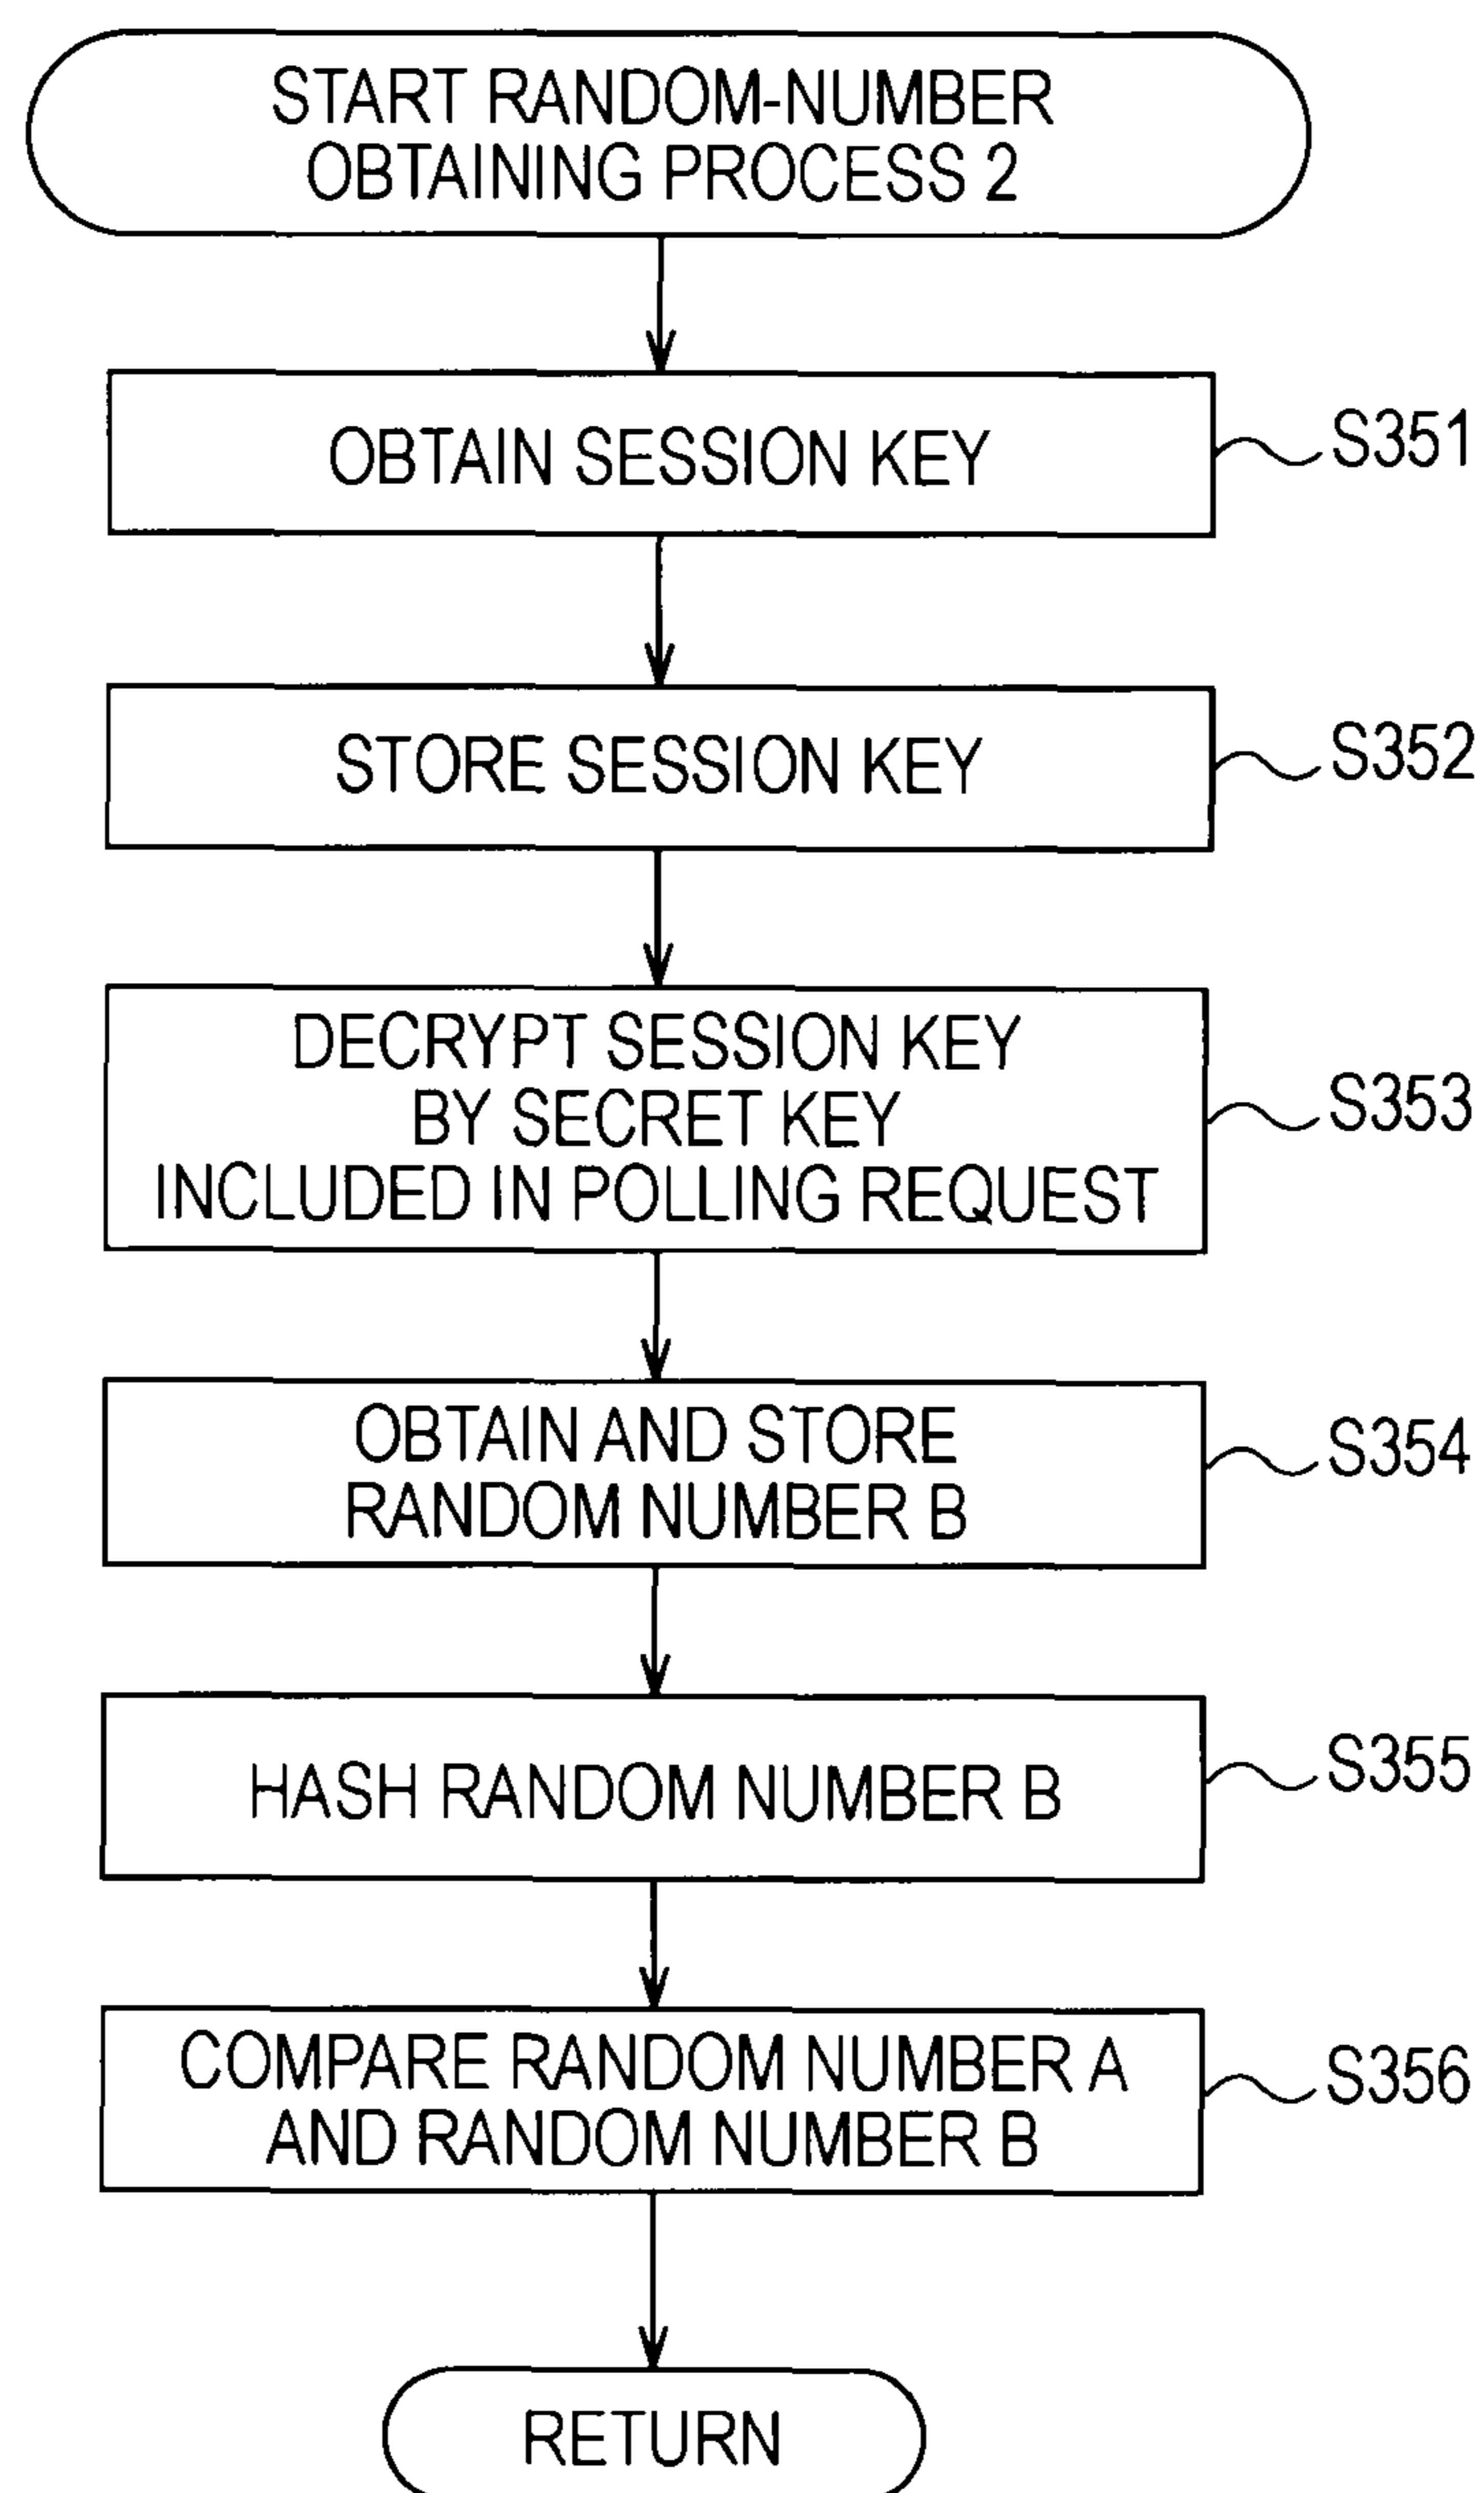 START RANDOM-NUMBER
OBTAINING PROCESS 2
OBTAIN SESSION KEY
S351
STORE SESSION KEY
S352
DECRYPT SESSION KEY
BY SECRET KEY
INCLUDED IN POLLING REQUEST
S353
OBTAIN AND STORE
RANDOM NUMBER B
S354
HASH RANDOM NUMBER B
S355
COMPARE RANDOM NUMBER A
AND RANDOM NUMBER B
S356
RETURN